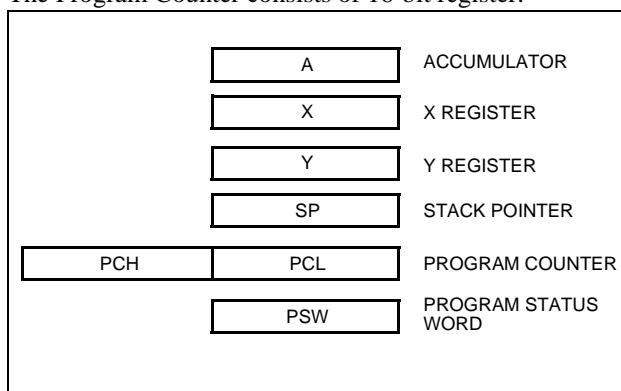 The Program Counter consists of 16-bit register.
A ACCUMULATOR
X X REGISTER
Y Y REGISTER
SP STACK POINTER
PCH PCL PROGRAM COUNTER
PSW PROGRAM STATUS
WORD